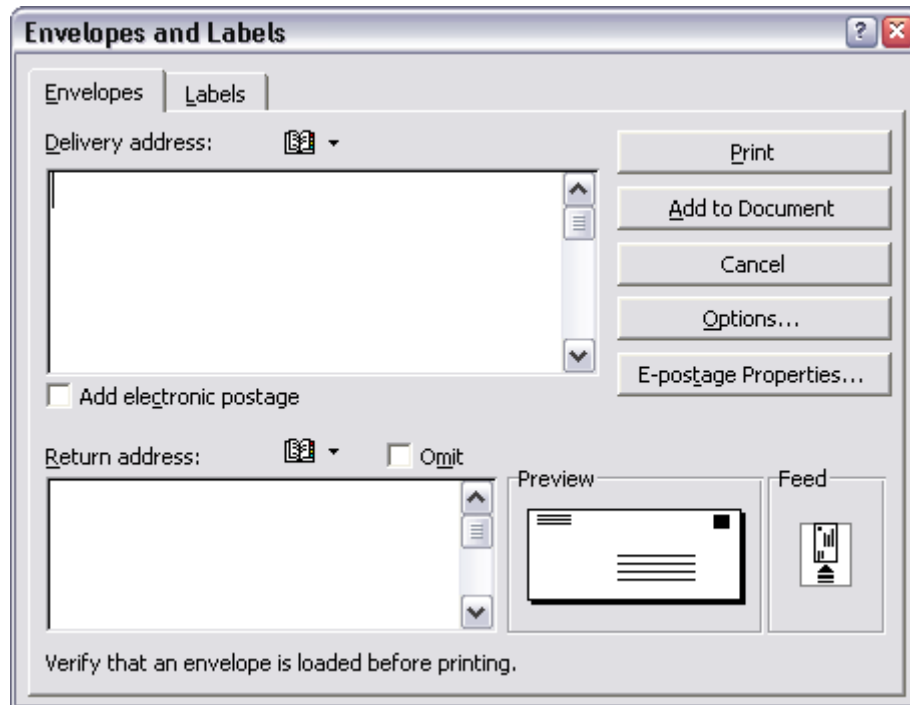 Envelopes and Labels
Envelopes Labels
Delivery address:
Print
Add to Document
Cancel
Options...
E-postage Properties...
Add electronic postage
Return address: Omit
Preview
Feed
Verify that an envelope is loaded before printing.